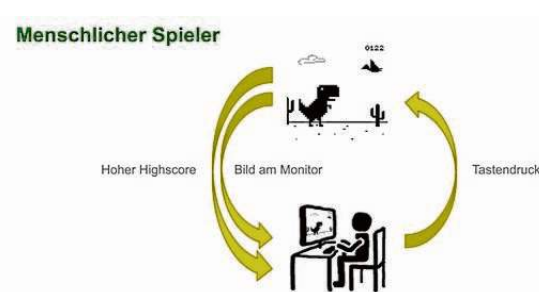 Menschlicher Spieler
0122
Hoher Highscore
Bild am Monitor
Tastendruck